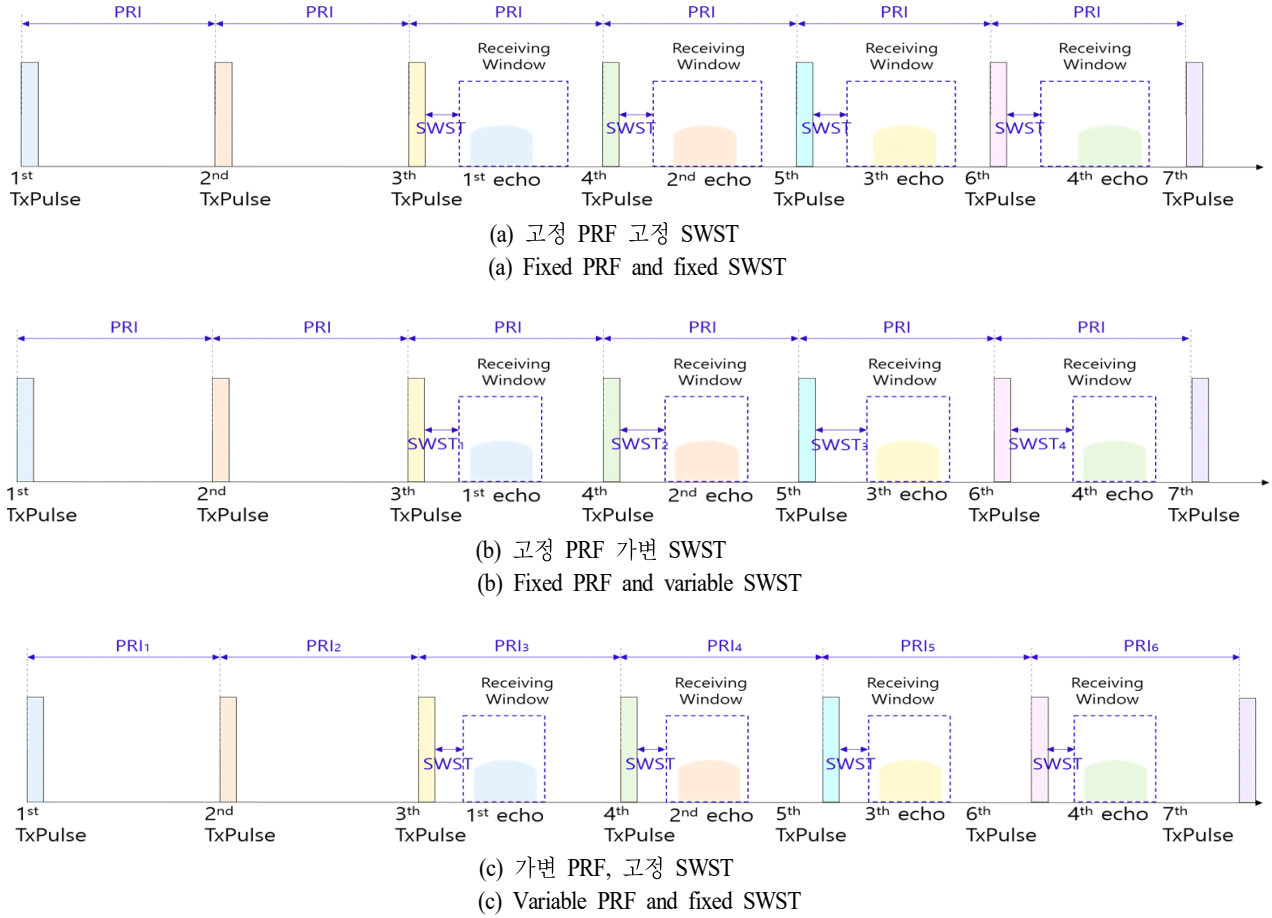 PRI PRI PRI PRI PRI PRI
Receiving Receiving Receiving Receiving
Window Window Window Window
SWST SWST SWST SWST
1st 2nd 3th 1st echo 4th 2nd echo 5th 3th echo 6th 4th echo 7th
TxPulse TxPulse TxPulse TxPulse TxPulse TxPulse TxPulse
(a) 고정 PRF 고정 SWST
(a) Fixed PRF and fixed SWST
PRI PRI PRI PRI PRI PRI
Receiving Receiving Receiving Receiving
Window Window Window Window
SWST1 SWST2 SWST3 SWST4
1st 2nd 3th 1st echo 4th 2nd echo 5th 3th echo 6th 4th echo 7th
TxPulse TxPulse TxPulse TxPulse TxPulse TxPulse TxPulse
(b) 고정 PRF 가변 SWST
(b) Fixed PRF and variable SWST
PRI1 PRI2 PRI3 PRI4 PRI5 PRI6
Receiving Receiving Receiving Receiving
Window Window Window Window
SWST SWST SWST SWST
1st 2nd 3th 1st echo 4th 2nd echo 5th 3th echo 6th 4th echo 7th
TxPulse TxPulse TxPulse TxPulse TxPulse TxPulse TxPulse
(c) 가변 PRF, 고정 SWST
(c) Variable PRF and fixed SWST